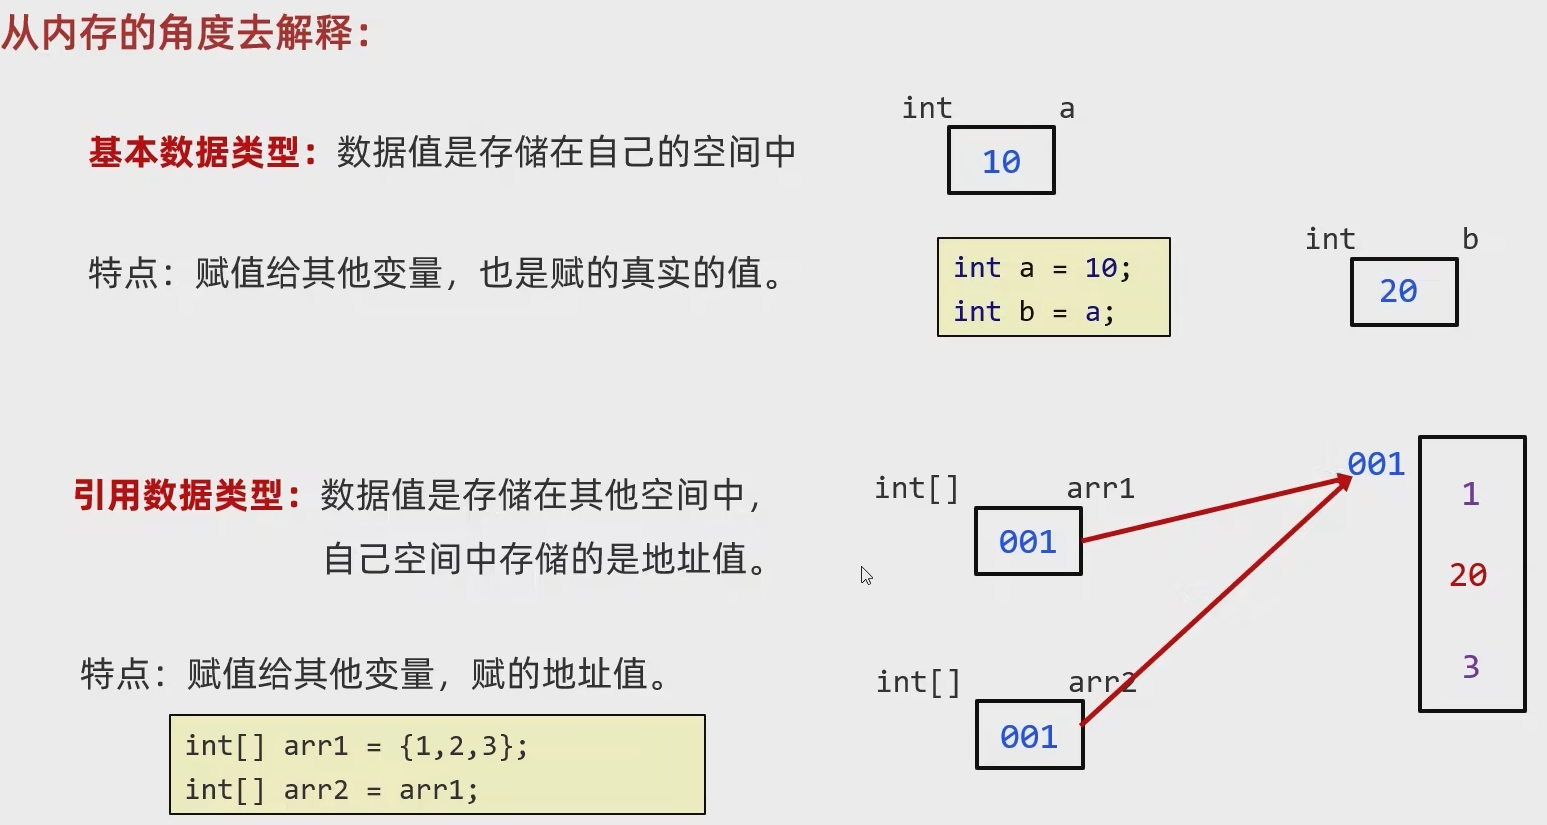 从内存的角度去解释：
基本数据类型：数据值是存储在自己的空间中
特点：赋值给其他变量，也是赋的真实的值。
int a
10
int a = 10;
int b = a;
int b
20
引用数据类型：数据值是存储在其他空间中，
自己空间中存储的是地址值。
特点：赋值给其他变量，赋的地址值。
int[] arr1 = {1,2,3};
int[] arr2 = arr1;
int[] arr1
001
int[] arr2
001
001
1
20
3